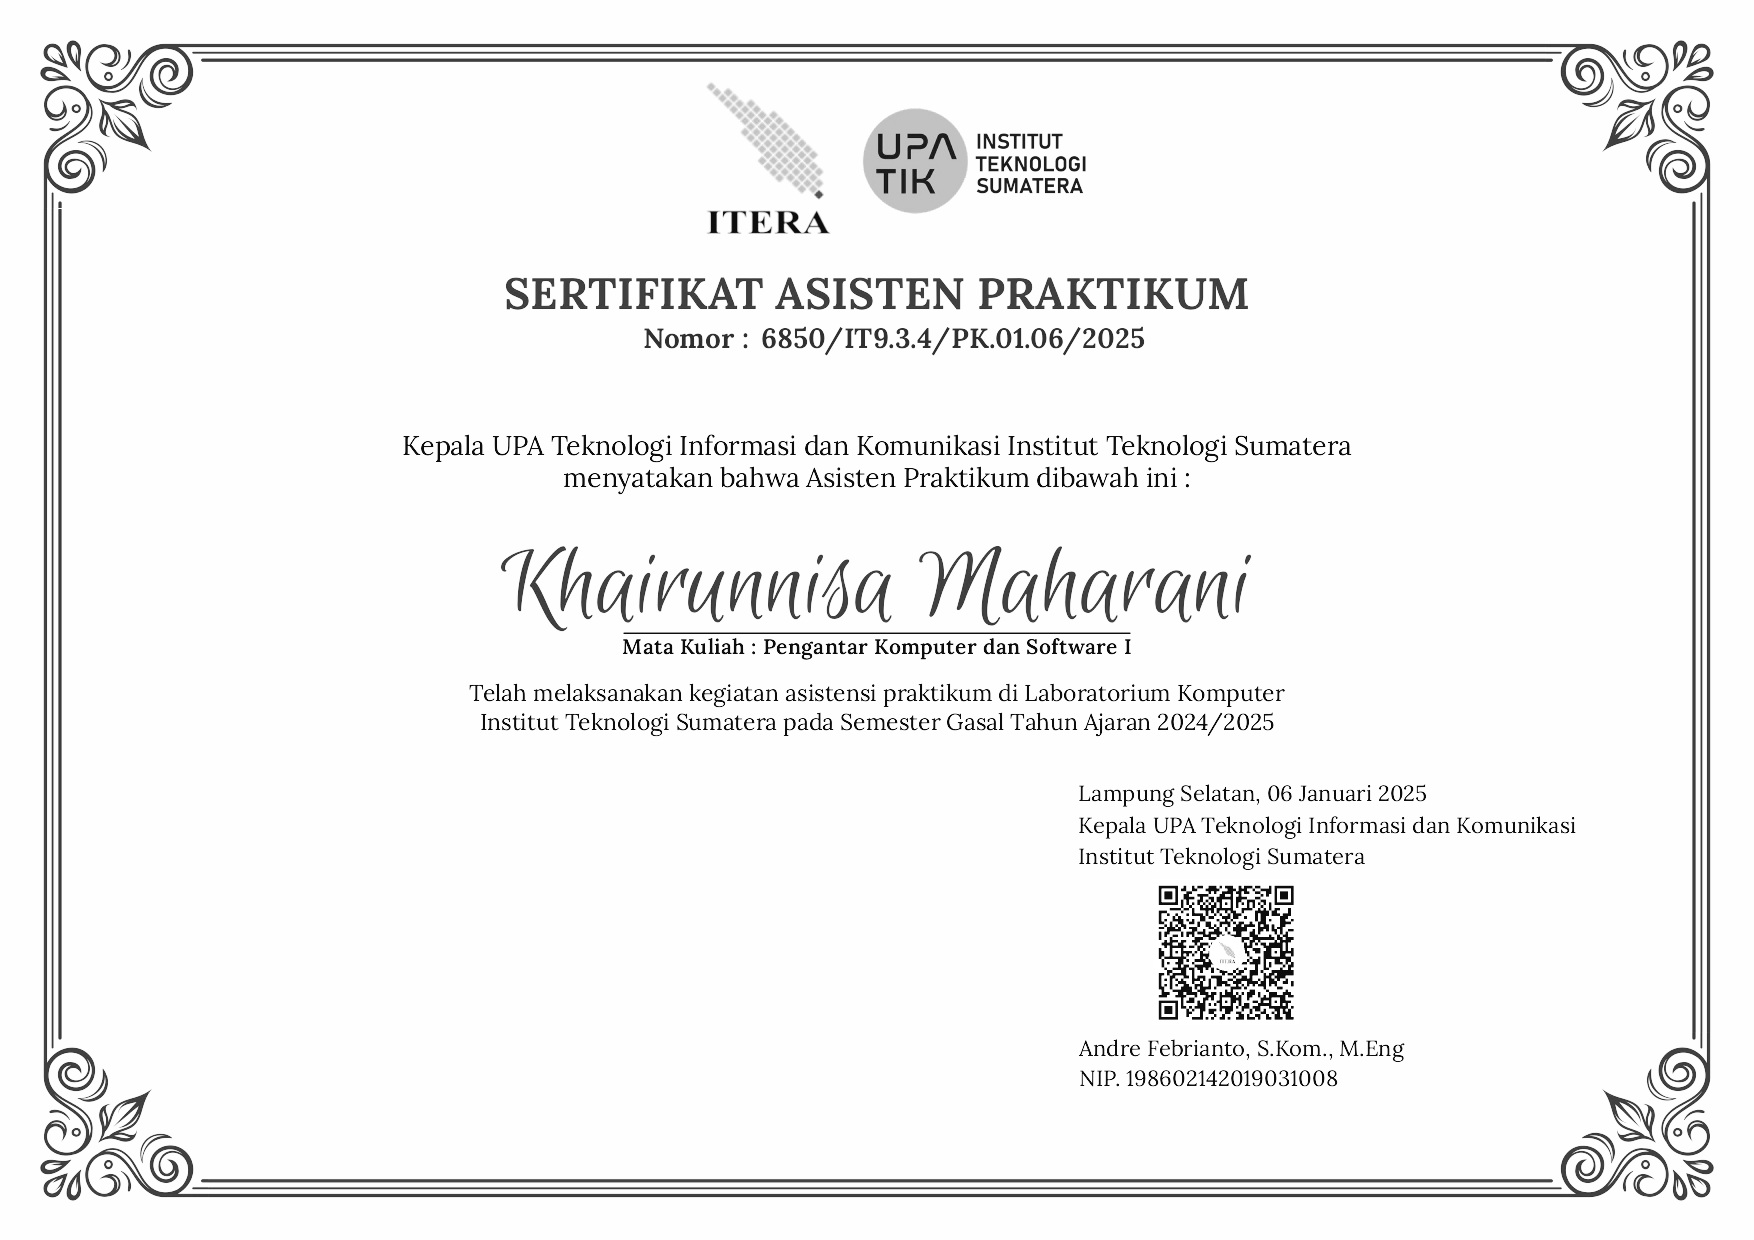 ITERA
UPA
TIK
INSTITUT
TEKNOLOGI
SUMATERA
SERTIFIKAT ASISTEN PRAKTIKUM
Nomor : 6850/IT9.3.4/PK.01.06/2025
Kepala UPA Teknologi Informasi dan Komunikasi Institut Teknologi Sumatera
menyatakan bahwa Asisten Praktikum dibawah ini :
Khairunnisa Maharani
Mata Kuliah : Pengantar Komputer dan Software I
Telah melaksanakan kegiatan asistensi praktikum di Laboratorium Komputer
Institut Teknologi Sumatera pada Semester Gasal Tahun Ajaran 2024/2025
Lampung Selatan, 06 Januari 2025
Kepala UPA Teknologi Informasi dan Komunikasi
Institut Teknologi Sumatera
ITERA
Andre Febrianto, S.Kom., M.Eng
NIP. 198602142019031008